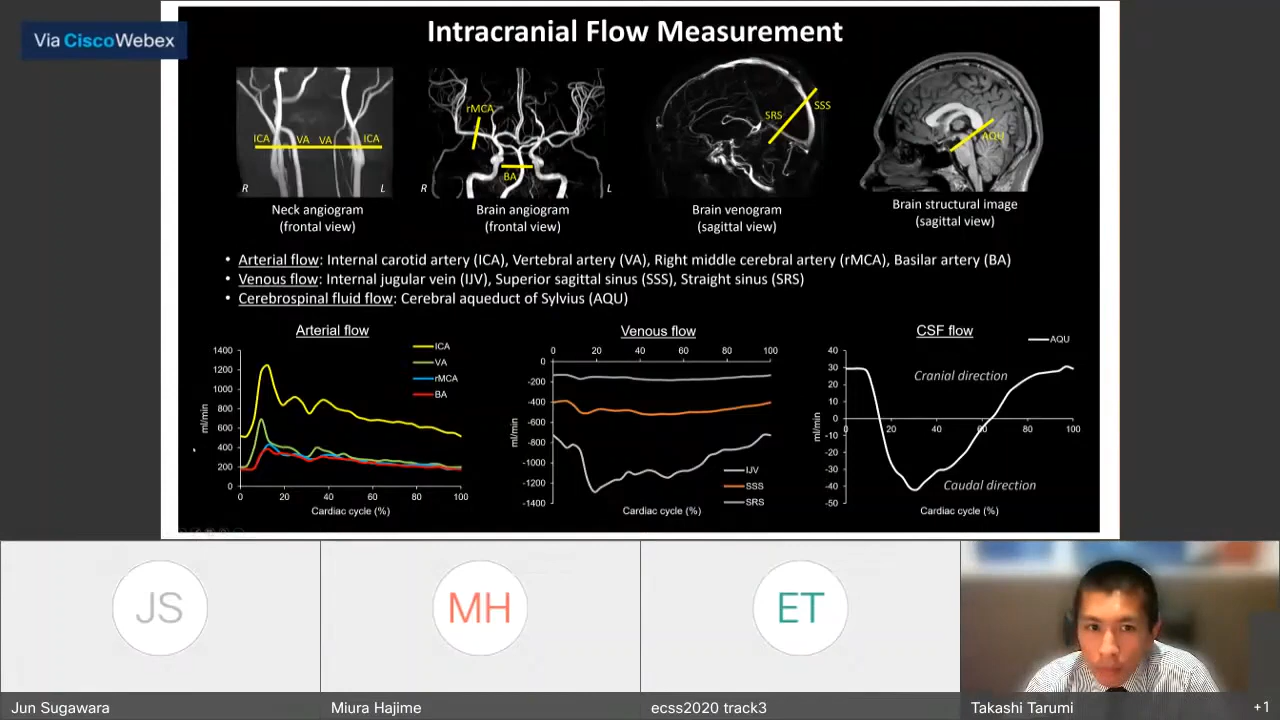 Via CiscoWebex
Intracranial Flow Measurement
ICA VA VA ICA
R L
Neck angiogram
(frontal view)
rMCA
BA
R L
Brain angiogram
(frontal view)
SRS SSS
Brain venogram
(sagittal view)
AQU
Brain structural image
(sagittal view)
• Arterial flow: Internal carotid artery (ICA), Vertebral artery (VA), Right middle cerebral artery (rMCA), Basilar artery (BA)
• Venous flow: Internal jugular vein (IJV), Superior sagittal sinus (SSS), Straight sinus (SRS)
• Cerebrospinal fluid flow: Cerebral aqueduct of Sylvius (AQU)
Arterial flow
ICA
VA
rMCA
BA
1400
1200
1000
800
600
400
200
0
ml/min
0 20 40 60 80 100
Cardiac cycle (%)
Venous flow
0 20 40 60 80 100
0
-200
-400
-600
-800
-1000
-1200
-1400
ml/min
IJV
SSS
SRS
Cardiac cycle (%)
CSF flow
AQU
40
30
20
10
0
-10
-20
-30
-40
-50
ml/min
Cranial direction
0 20 40 60 80 100
Caudal direction
Cardiac cycle (%)
JS
MH
ET
Jun Sugawara
Miura Hajime
ecss2020 track3
Takashi Tarumi
+1